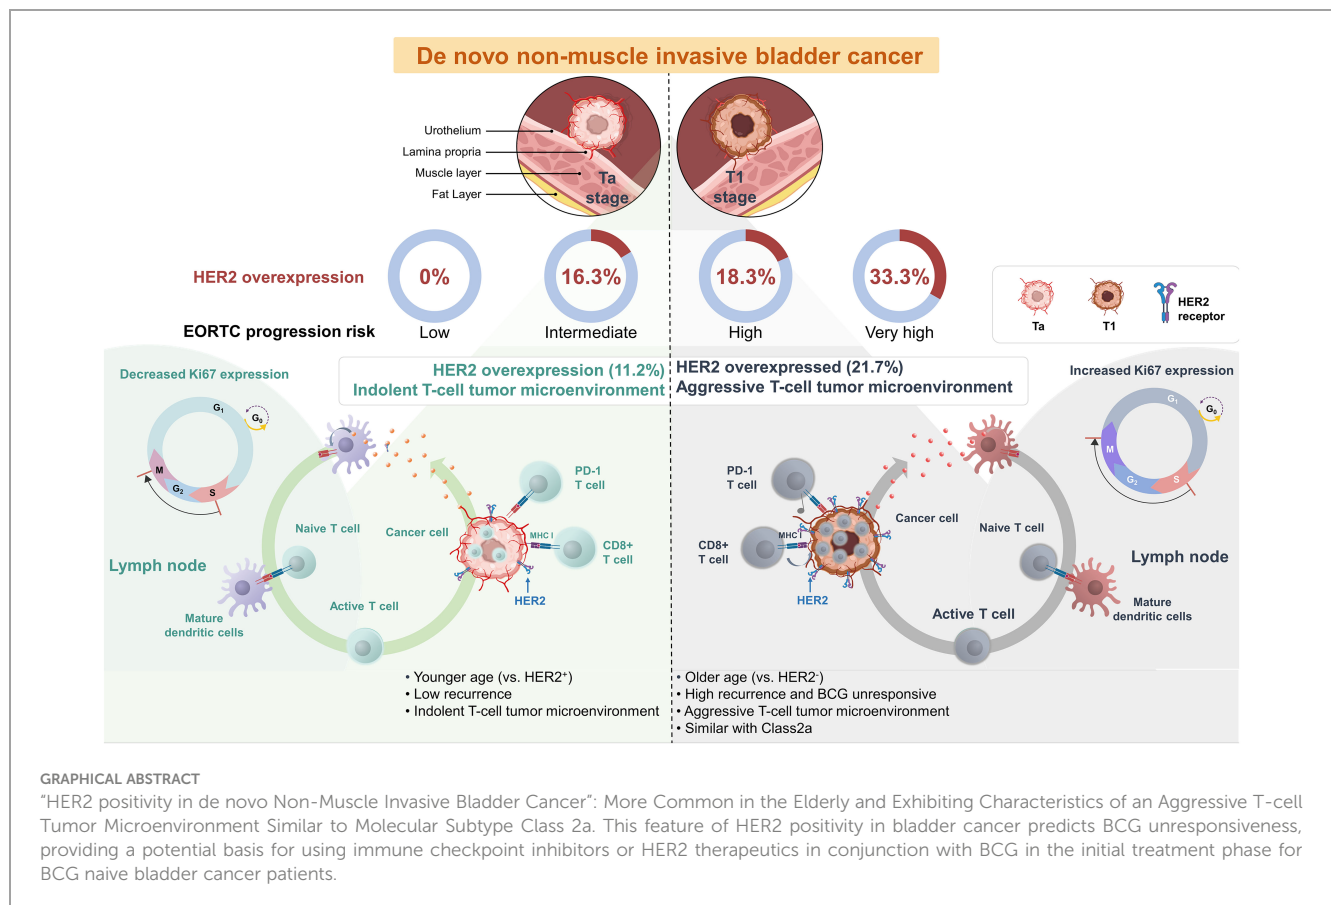 De novo non-muscle invasive bladder cancer
Urothelium
Lamina propria
Muscle layer
Fat Layer
Ta
stage
T1
stage
HER2 overexpression
0%
16.3%
18.3%
33.3%
EORTC progression risk
Low
Intermediate
High
Very high
Ta
T1
HER2
receptor
HER2 overexpression (11.2%)
Indolent T-cell tumor microenvironment
HER2 overexpressed (21.7%)
Aggressive T-cell tumor microenvironment
Decreased Ki67 expression
G₁
G₀
M
G₂
S
Naive T cell
Cancer cell
PD-1
T cell
MHC I
CD8+
T cell
HER2
Lymph node
Active T cell
Mature
dendritic cells
Increased Ki67 expression
G₁
G₀
M
G₂
S
PD-1
T cell
CD8+
T cell
MHC I
HER2
Cancer cell
Naive T cell
Lymph node
Active T cell
Mature
dendritic cells
• Younger age (vs. HER2⁺)
• Low recurrence
• Indolent T-cell tumor microenvironment
• Older age (vs. HER2⁻)
• High recurrence and BCG unresponsive
• Aggressive T-cell tumor microenvironment
• Similar with Class2a
GRAPHICAL ABSTRACT
“HER2 positivity in de novo Non-Muscle Invasive Bladder Cancer”: More Common in the Elderly and Exhibiting Characteristics of an Aggressive T-cell
Tumor Microenvironment Similar to Molecular Subtype Class 2a. This feature of HER2 positivity in bladder cancer predicts BCG unresponsiveness,
providing a potential basis for using immune checkpoint inhibitors or HER2 therapeutics in conjunction with BCG in the initial treatment phase for
BCG naive bladder cancer patients.